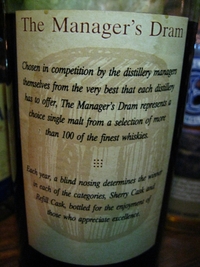 The Manager's Dram
Chosen in competition by the distillery managers
themselves from the very best that each distillery
has to offer, The Manager's Dram represents a
choice single malt from a selection of more
than 100 of the finest whiskies.
Each year, a blind nosing determines the winner
in each of the categories, Sherry Cask and
Refill Cask, bottled for the enjoyment of
those who appreciate excellence.